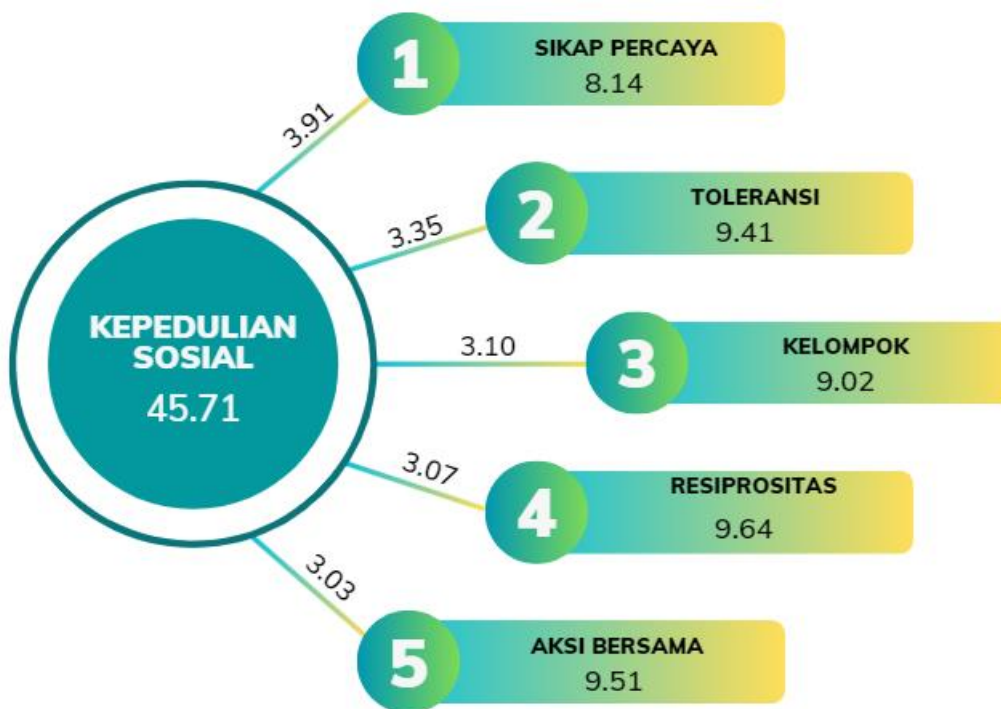 1
SIKAP PERCAYA
8.14
3.91
2
TOLERANSI
9.41
3.35
KEPEDULIAN
SOSIAL
45.71
3.10
3
KELOMPOK
9.02
3.07
4
RESIPROSITAS
9.64
3.03
5
AKSI BERSAMA
9.51